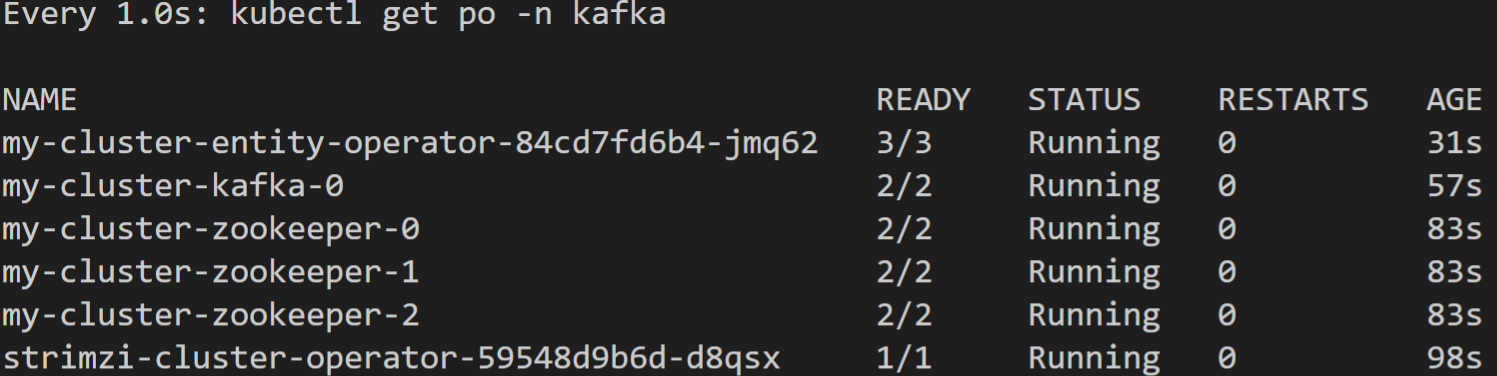 Every 1.0s: kubectl get po -n kafka
NAME READY STATUS RESTARTS AGE
my-cluster-entity-operator-84cd7fd6b4-jmq62 3/3 Running 0 31s
my-cluster-kafka-0 2/2 Running 0 57s
my-cluster-zookeeper-0 2/2 Running 0 83s
my-cluster-zookeeper-1 2/2 Running 0 83s
my-cluster-zookeeper-2 2/2 Running 0 83s
strimzi-cluster-operator-59548d9b6d-d8qsx 1/1 Running 0 98s